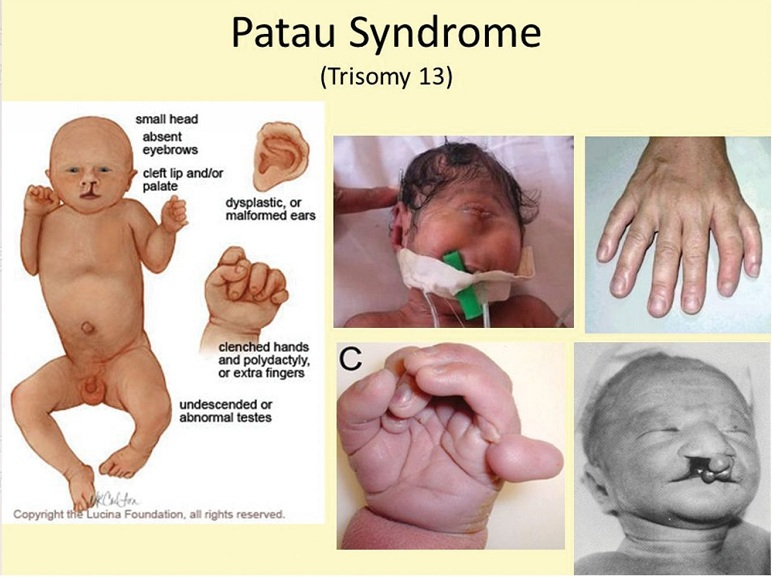 Patau Syndrome
(Trisomy 13)
small head
absent
eyebrows
cleft lip and/or
palate
dysplastic, or
malformed ears
clenched hands
and polydactyly,
or extra fingers
undescended or
abnormal testes
Copyright the Lucina Foundation, all rights reserved.
C